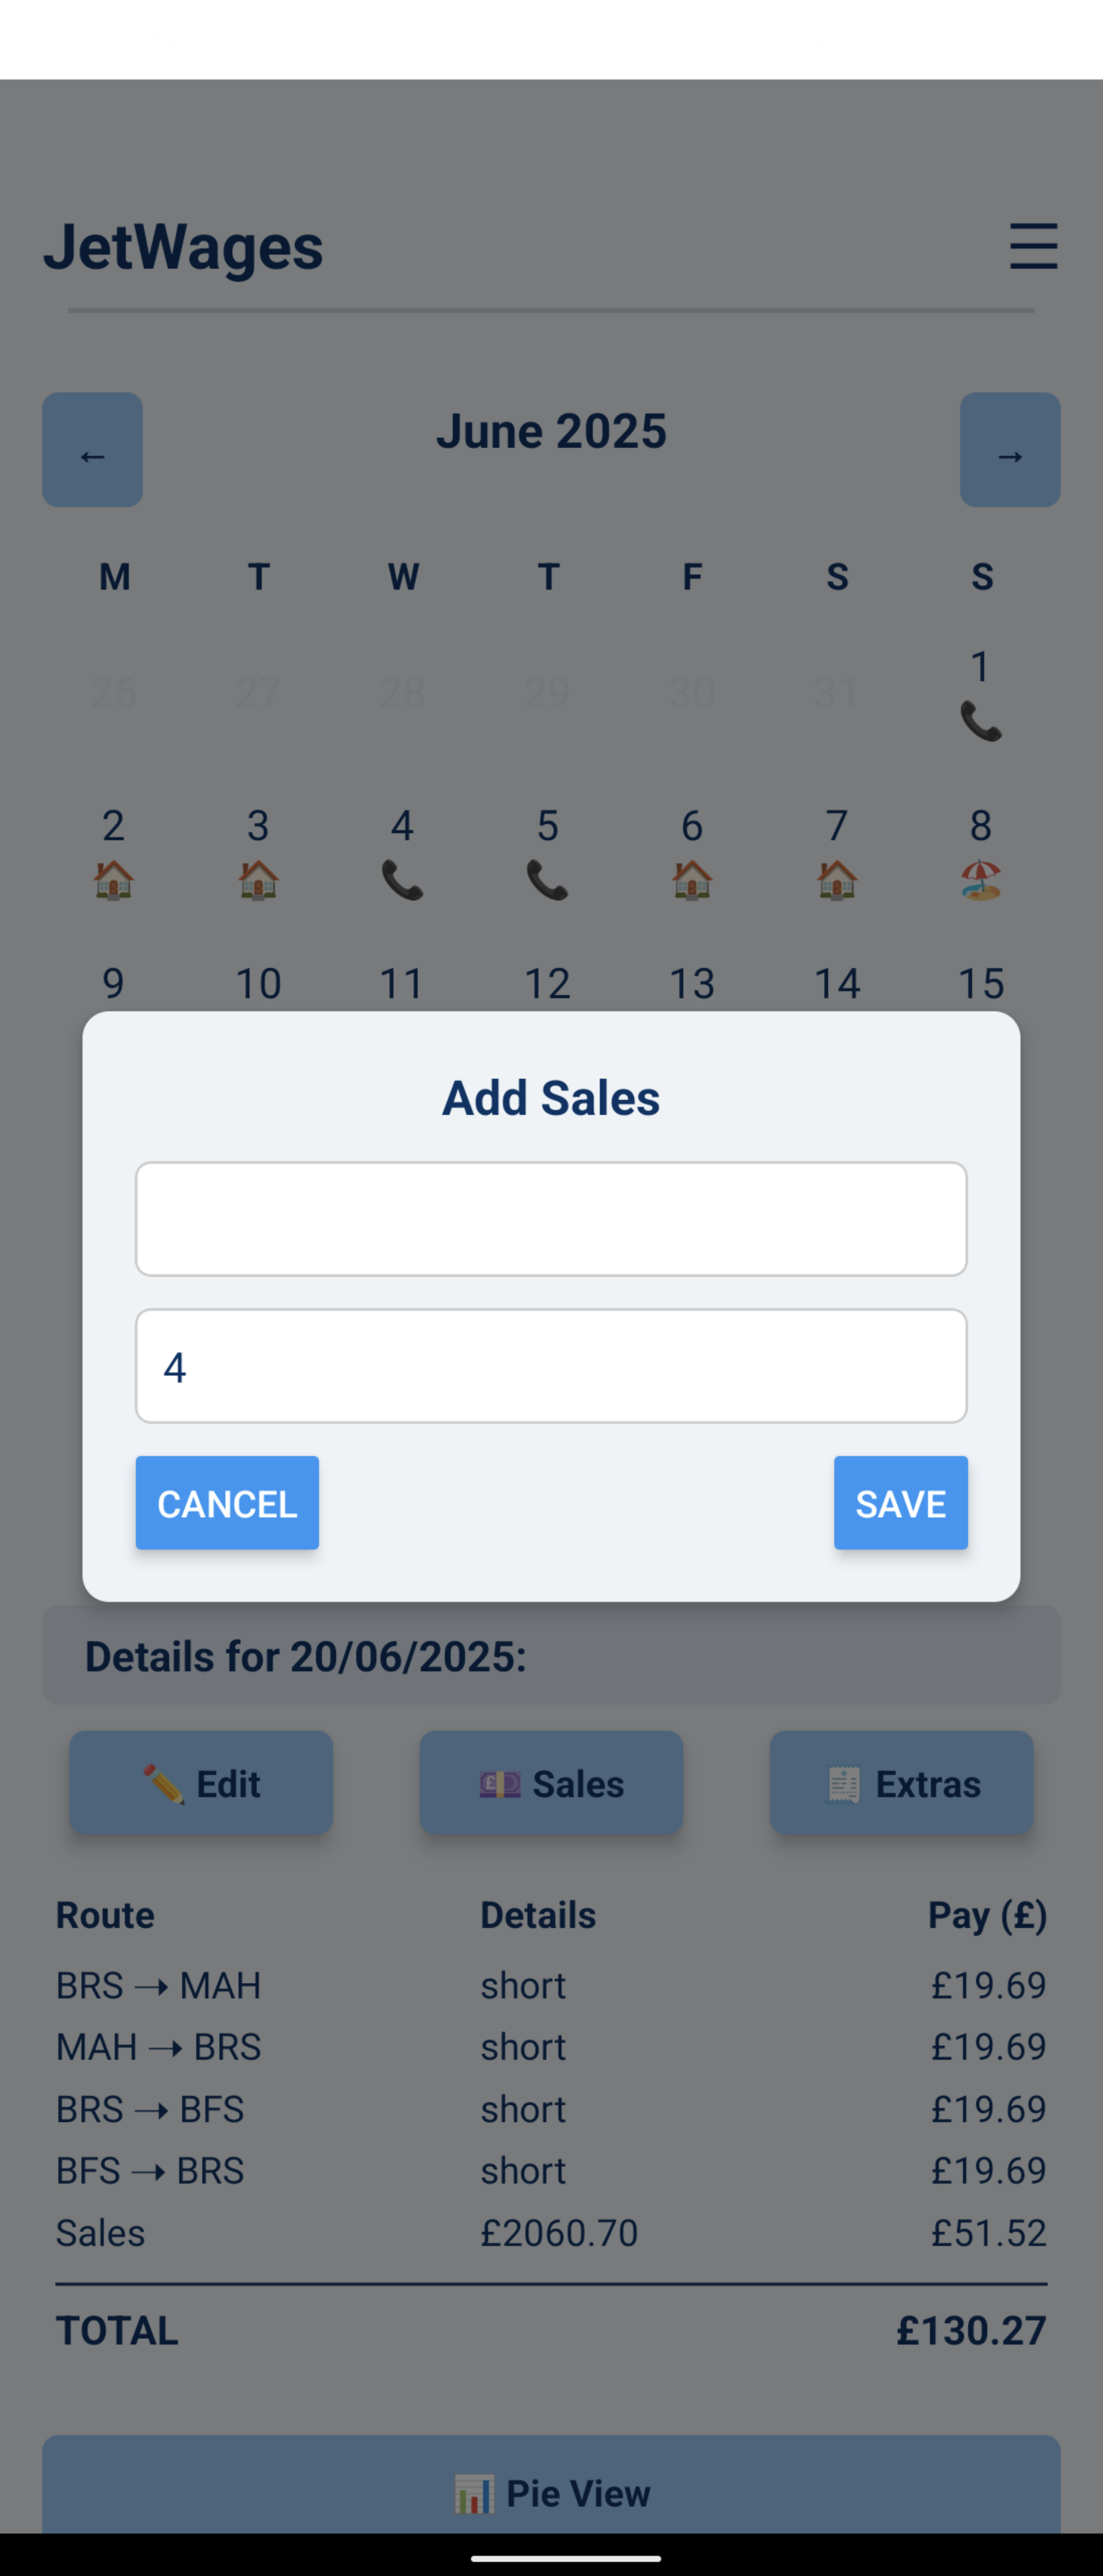 JetWages
☰
← June 2025 →
M T W T F S S
26 27 28 29 30 31 1
2 3 4 5 6 7 8
9 10 11 12 13 14 15
Add Sales
4
CANCEL SAVE
Details for 20/06/2025:
Edit Sales Extras
Route Details Pay (£)
BRS → MAH short £19.69
MAH → BRS short £19.69
BRS → BFS short £19.69
BFS → BRS short £19.69
Sales £2060.70 £51.52
TOTAL £130.27
Pie View